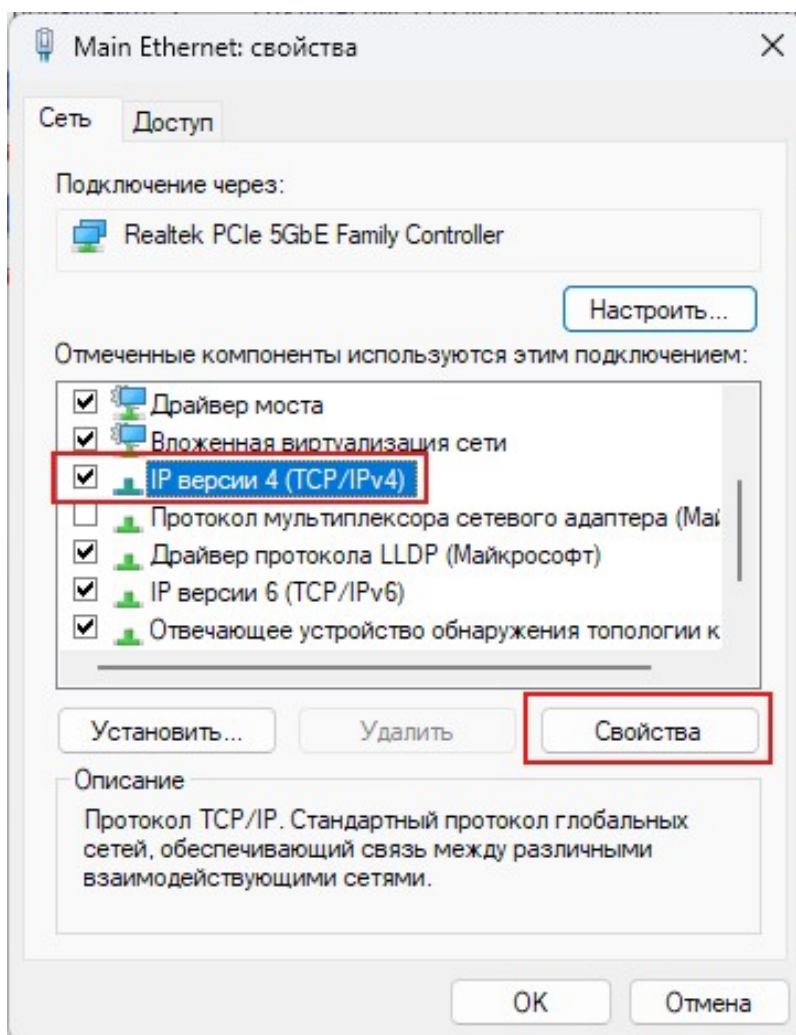 Main Ethernet: свойства
Сеть
Доступ
Подключение через:
Realtek PCIe 5GbE Family Controller
Настроить...
Отмеченные компоненты используются этим подключением:
Драйвер моста
Вложенная виртуализация сети
IP версии 4 (TCP/IPv4)
Протокол мультиплексора сетевого адаптера (Май
Драйвер протокола LLDP (Майкрософт)
IP версии 6 (TCP/IPv6)
Отвечающее устройство обнаружения топологии к
Установить...
Удалить
Свойства
Описание
Протокол TCP/IP. Стандартный протокол глобальных
сетей, обеспечивающий связь между различными
взаимодействующими сетями.
ОК
Отмена